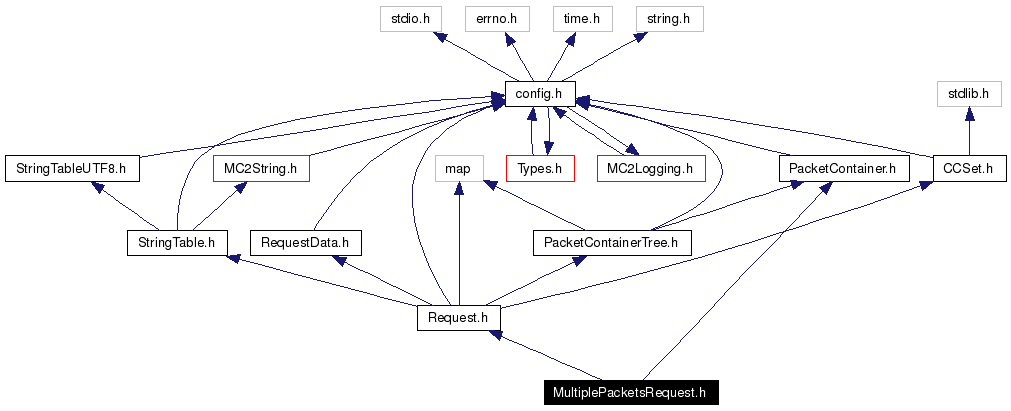 stdio.h
errno.h
time.h
string.h
config.h
stdlib.h
StringTableUTF8.h
MC2String.h
map
Types.h
MC2Logging.h
PacketContainer.h
CCSet.h
StringTable.h
RequestData.h
PacketContainerTree.h
Request.h
MultiplePacketsRequest.h